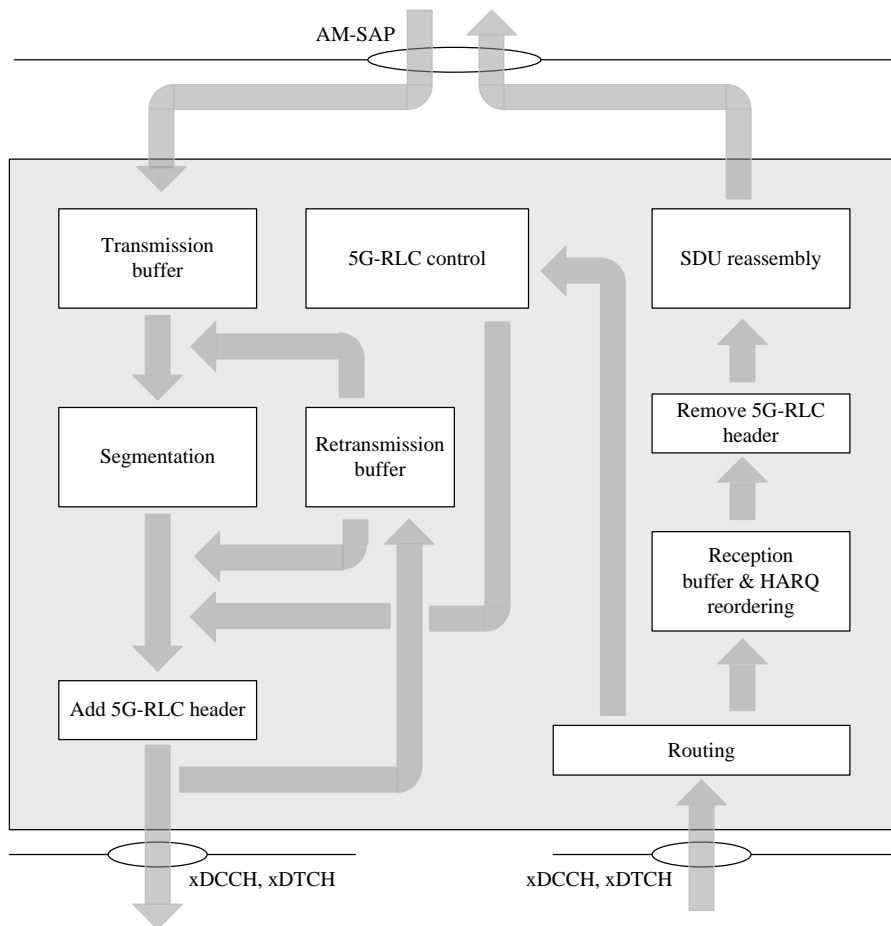 AM-SAP
Transmission
buffer
5G-RLC control
SDU reassembly
Segmentation
Retransmission
buffer
Remove 5G-RLC
header
Reception
buffer & HARQ
reordering
Add 5G-RLC header
Routing
xDCCH, xDTCH
xDCCH, xDTCH